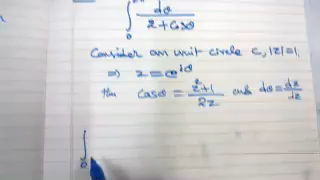 ∫₀ dθ / 2 + Cosθ
Consider an unit circle c, |z|=1.
⇒ z = e^iθ
then Cosθ = z²+1 / 2z and dθ = dz / iz
∫₀